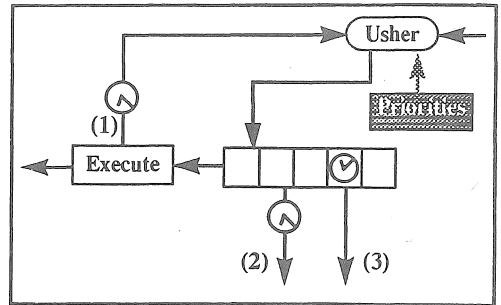 Usher
Priorities
(1)
Execute
(2)
(3)